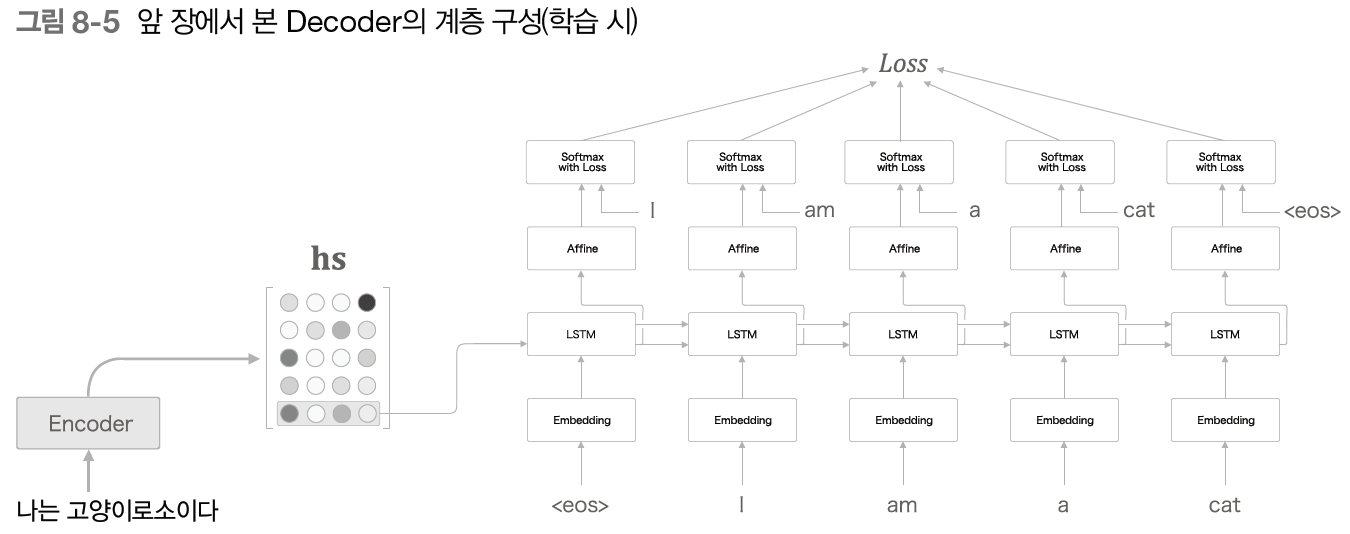 그림 8-5 앞 장에서 본 Decoder의 계층 구성(학습 시)
Loss
Softmax with Loss
Softmax with Loss
Softmax with Loss
Softmax with Loss
Softmax with Loss
I
am
a
cat
<eos>
Affine
Affine
Affine
Affine
Affine
hs
LSTM
LSTM
LSTM
LSTM
LSTM
Encoder
Embedding
Embedding
Embedding
Embedding
Embedding
나는 고양이로소이다
<eos>
I
am
a
cat